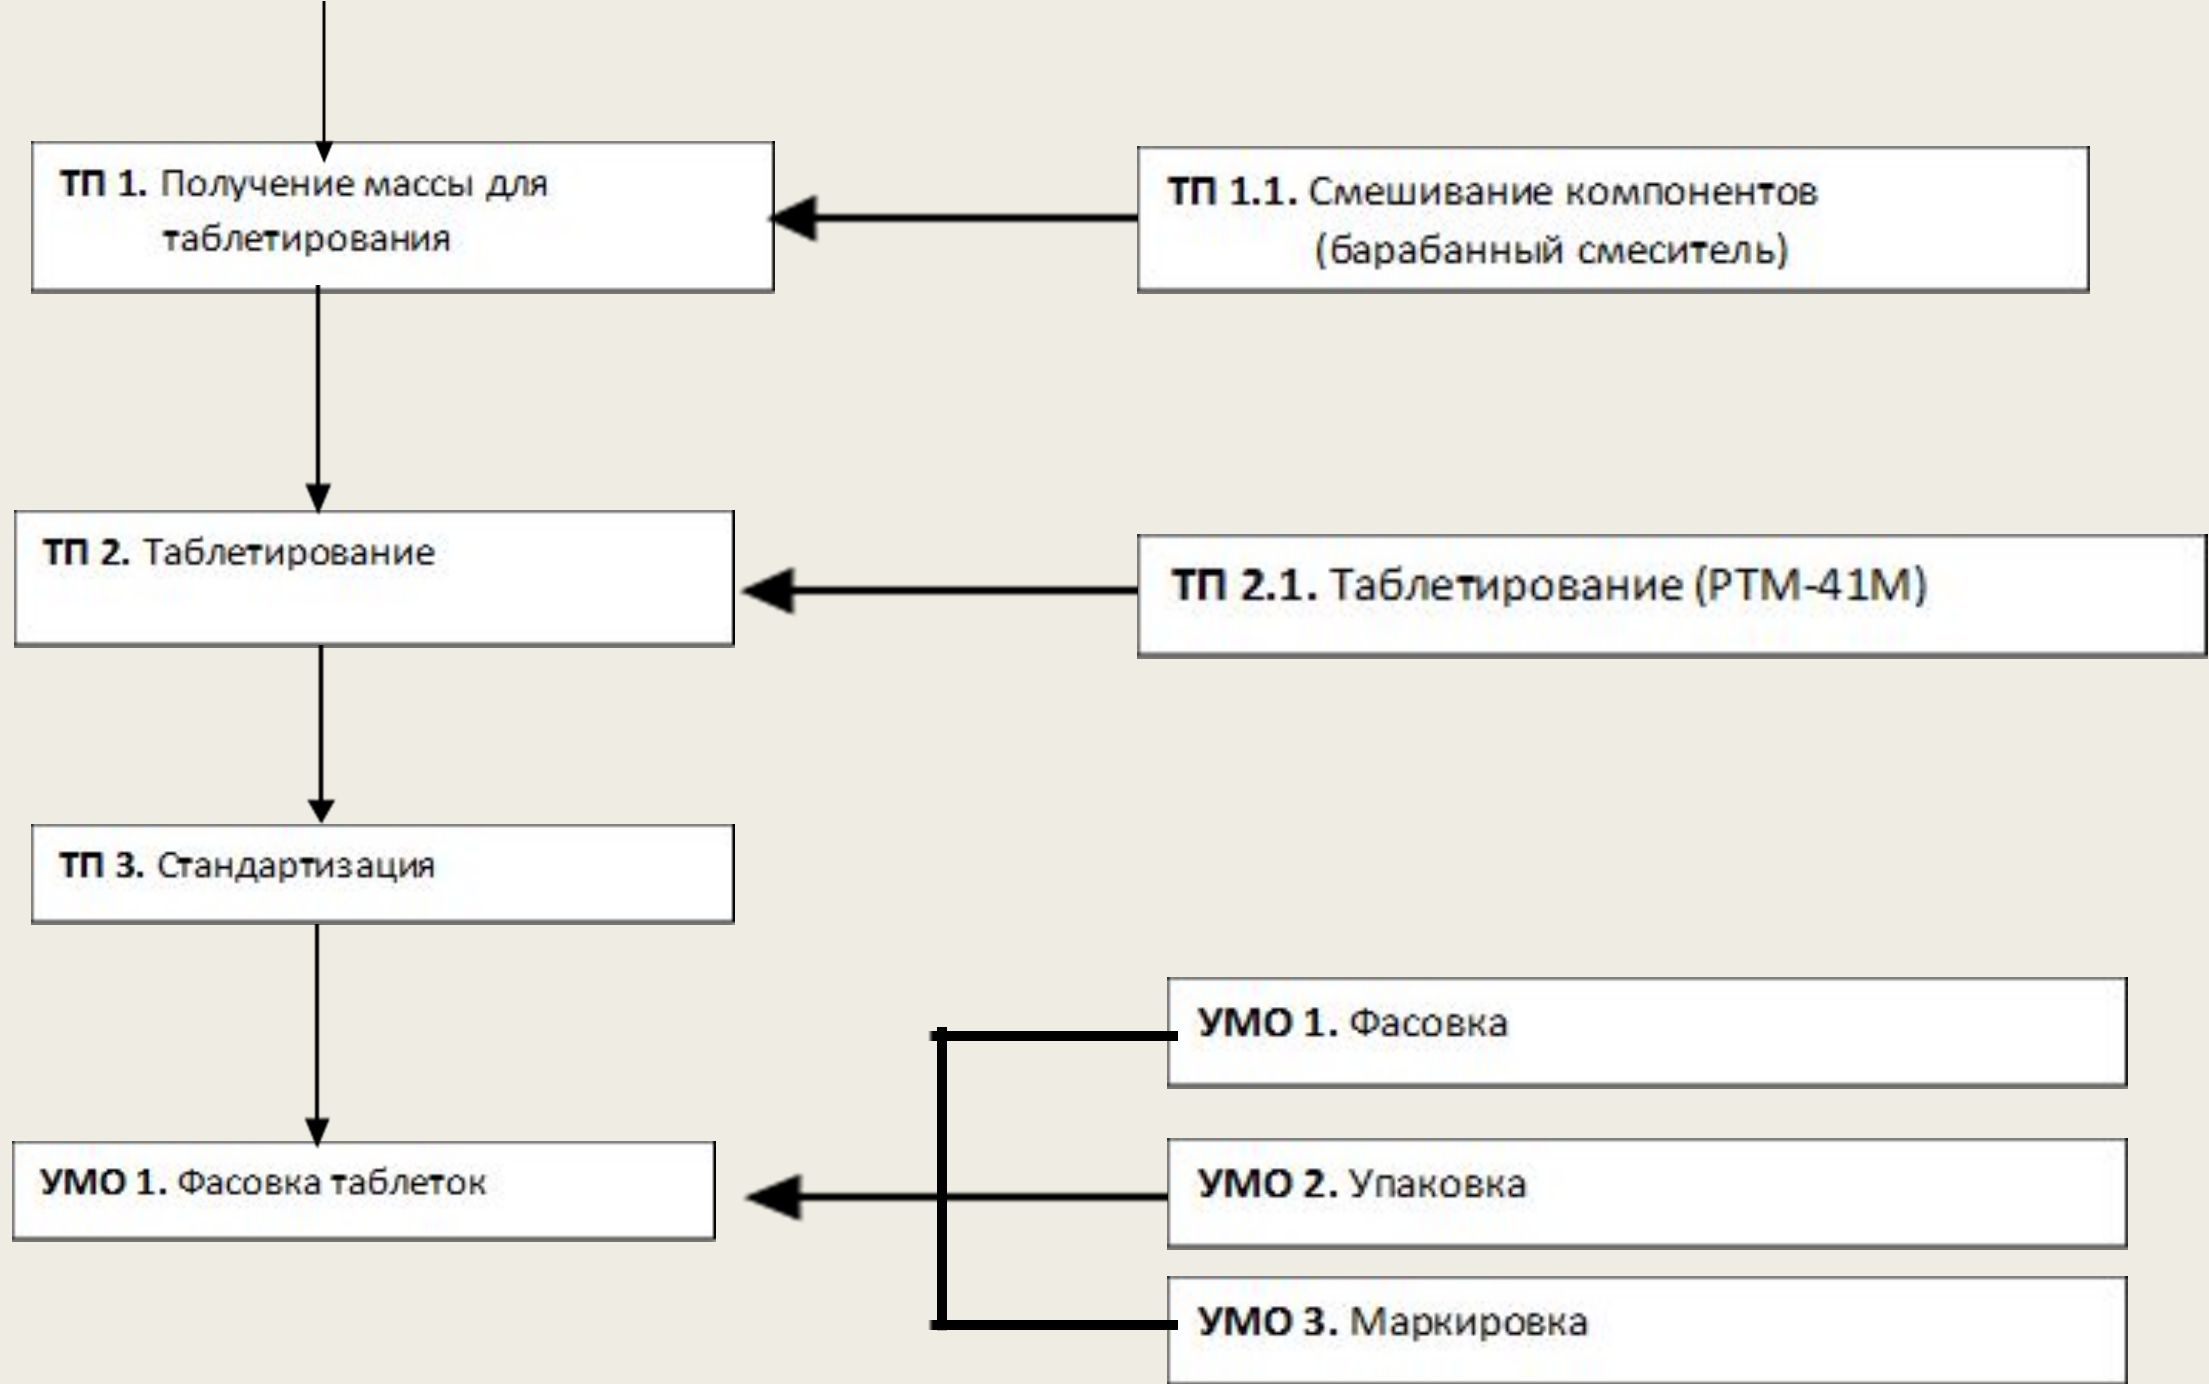 ТП 1. Получение массы для
таблетирования
ТП 1.1. Смешивание компонентов
(барабанный смеситель)
ТП 2. Таблетирование
ТП 2.1. Таблетирование (РТМ-41М)
ТП 3. Стандартизация
УМО 1. Фасовка таблеток
УМО 1. Фасовка
УМО 2. Упаковка
УМО 3. Маркировка